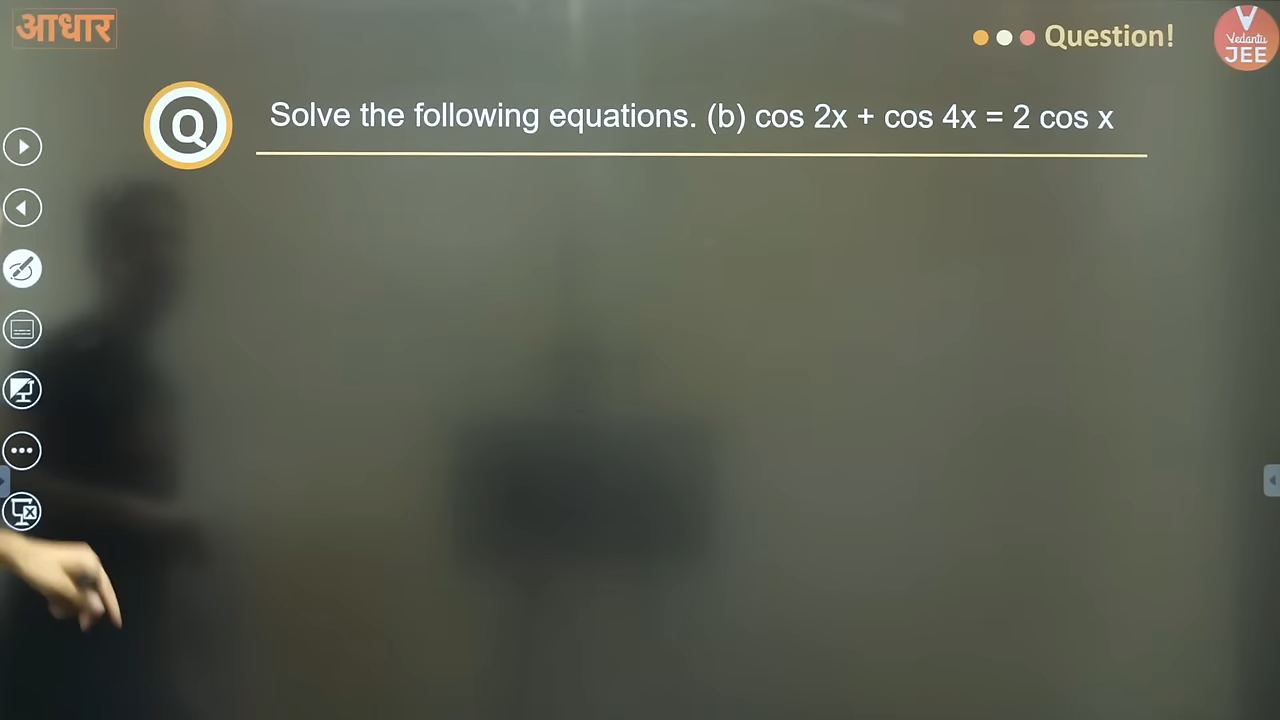 आधार
Question!
V
Vedantu
JEE
Q
Solve the following equations. (b) cos 2x + cos 4x = 2 cos x